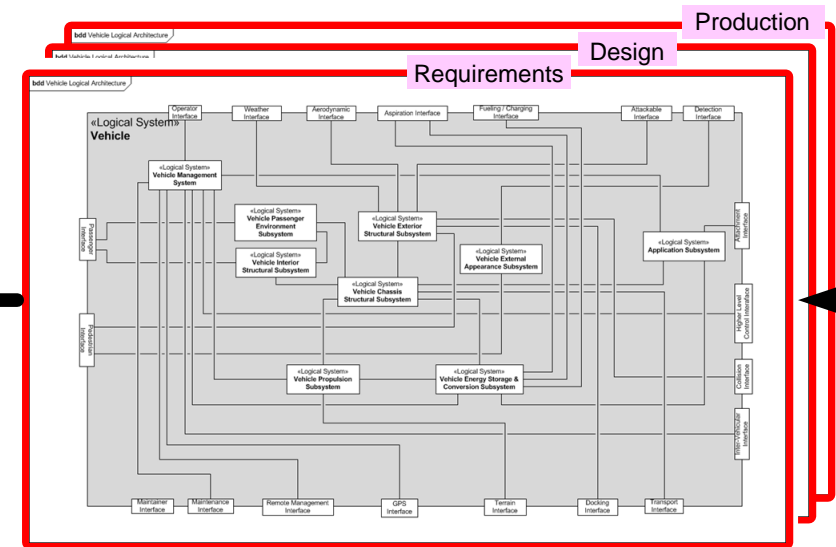 Production
bdd Vehicle Logical Architecture
Design
bdd Vehicle Logical Architecture
Requirements
bdd Vehicle Logical Architecture
Operator
Interface
Weather
Interface
Aerodynamic
Interface
Aspiration Interface
Fueling / Charging
Interface
Attackable
Interface
Detection
Interface
«Logical System»
Vehicle
«Logical System»
Vehicle Management
System
«Logical System»
Vehicle Passenger
Environment
Subsystem
«Logical System»
Vehicle Exterior
Structural Subsystem
«Logical System»
Vehicle Interior
Structural Subsystem
«Logical System»
Vehicle External
Appearance Subsystem
«Logical System»
Application Subsystem
«Logical System»
Vehicle Chassis
Structural Subsystem
«Logical System»
Vehicle Propulsion
Subsystem
«Logical System»
Vehicle Energy Storage &
Conversion Subsystem
Passenger
Interface
Pedestrian
Interface
Attachment
Interface
Higher Level
Control Interaface
Collision
Interface
Inter-Vehicular
Interface
Maintainer
Interface
Maintenance
Interface
Remote Management
Interface
GPS
Interface
Terrain
Interface
Docking
Interface
Transport
Interface